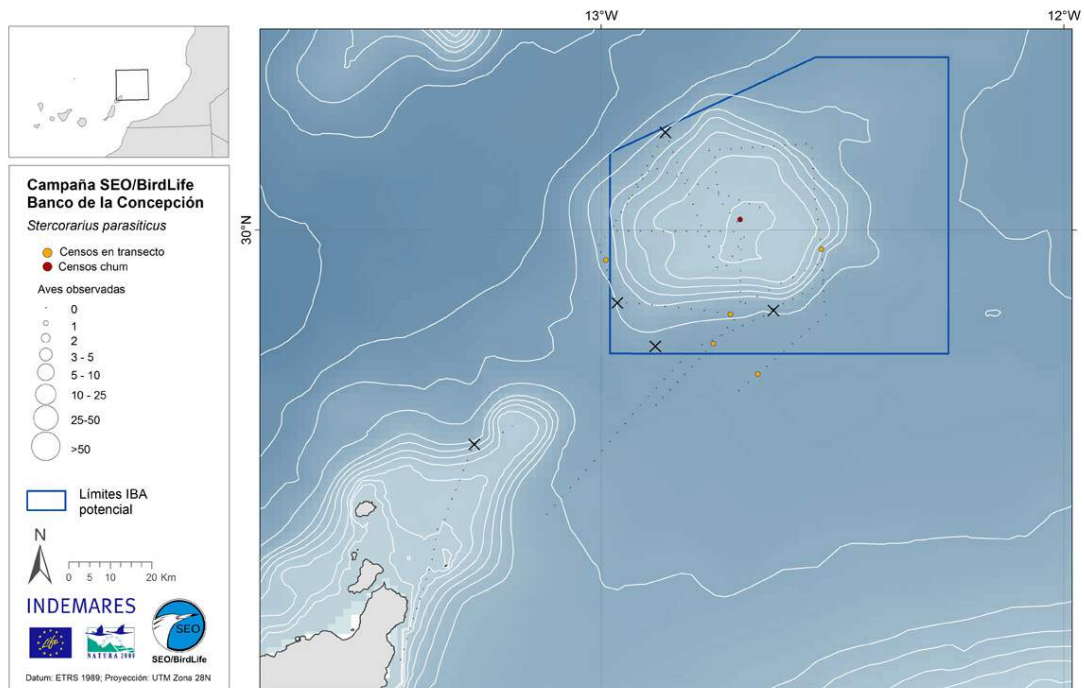 13°W
12°W
30°N
Campaña SEO/BirdLife
Banco de la Concepción
Stercorarius parasiticus
Censos en transecto
Censos chum
Aves observadas
0
1
2
3 - 5
5 - 10
10 - 25
25-50
>50
Límites IBA
potencial
N
0 5 10 20 Km
INDEMARES
Life
NATURA 2000
SEO
SEO/BirdLife
Datum: ETRS 1989; Proyección: UTM Zona 28N